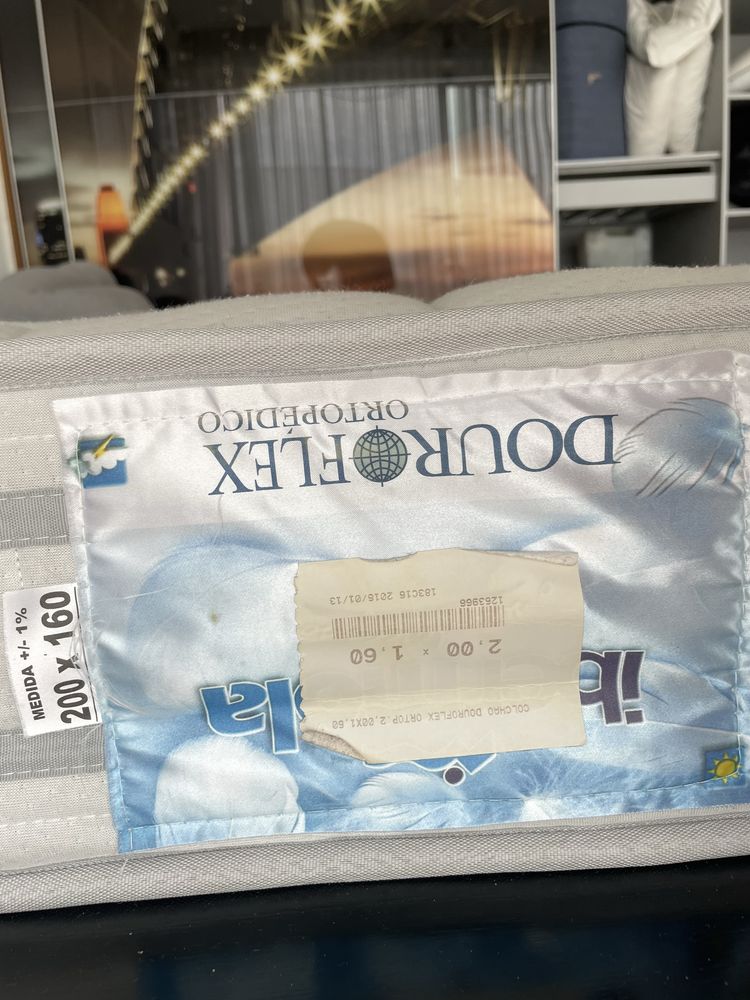 DOUROFLEX
ORTOPÉDICO
MEDIDA +/- 1%
200 X 160
COLCHAO DOUROFLEX ORTOP.2,00X1,60
2,00 x 1,60
1263966
183C16 2015/01/13